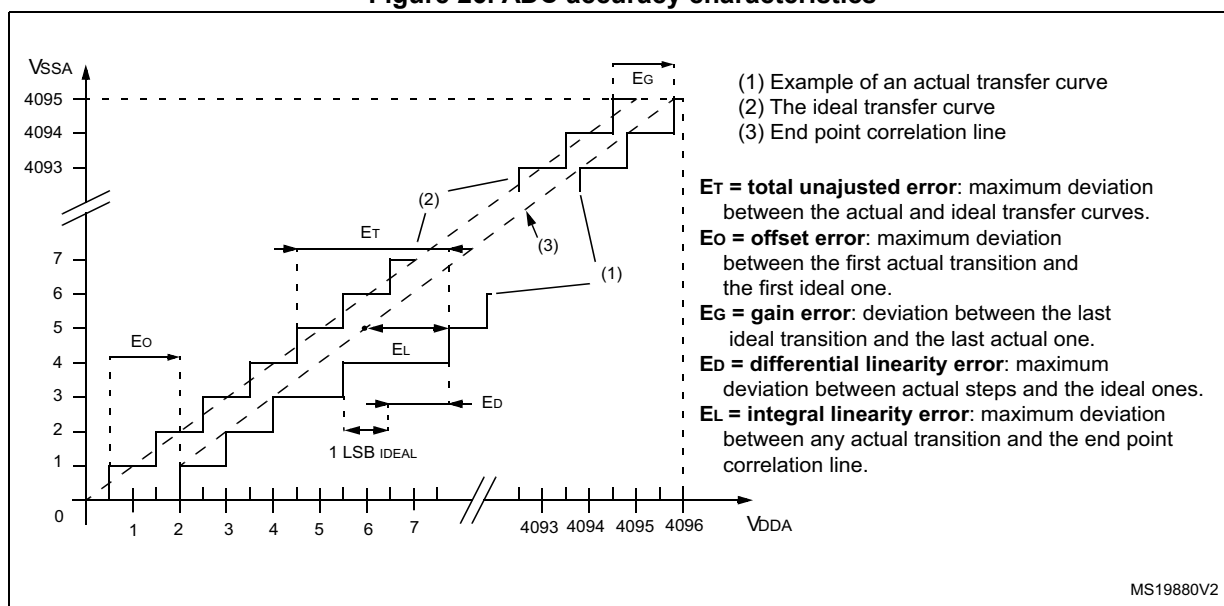 VSSA
4095
4094
4093
7
6
5
4
3
2
1
0
1 2 3 4 5 6 7 4093 4094 4095 4096
VDDA
EG
(2)
ET
(3)
(1)
EO
EL
ED
1 LSB IDEAL
(1) Example of an actual transfer curve
(2) The ideal transfer curve
(3) End point correlation line
ET = total unajusted error: maximum deviation
between the actual and ideal transfer curves.
EO = offset error: maximum deviation
between the first actual transition and
the first ideal one.
EG = gain error: deviation between the last
ideal transition and the last actual one.
ED = differential linearity error: maximum
deviation between actual steps and the ideal ones.
EL = integral linearity error: maximum deviation
between any actual transition and the end point
correlation line.
MS19880V2